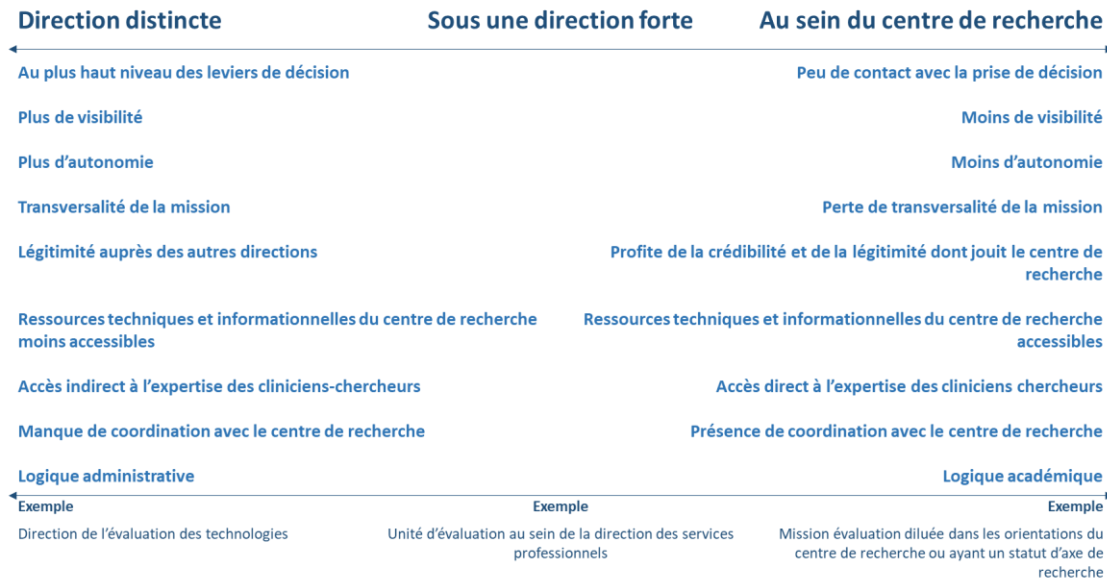 Direction distincte Sous une direction forte Au sein du centre de recherche
Au plus haut niveau des leviers de décision Peu de contact avec la prise de décision
Plus de visibilité Moins de visibilité
Plus d'autonomie Moins d'autonomie
Transversalité de la mission Perte de transversalité de la mission
Légitimité auprès des autres directions Profite de la crédibilité et de la légitimité dont jouit le centre de
recherche
Ressources techniques et informationnelles du centre de recherche Ressources techniques et informationnelles du centre de recherche
moins accessibles accessibles
Accès indirect à l'expertise des cliniciens-chercheurs Accès direct à l'expertise des cliniciens chercheurs
Manque de coordination avec le centre de recherche Présence de coordination avec le centre de recherche
Logique administrative Logique académique
Exemple Exemple Exemple
Direction de l'évaluation des technologies Unité d'évaluation au sein de la direction des services Mission évaluation diluée dans les orientations du
professionnels centre de recherche ou ayant un statut d'axe de
recherche